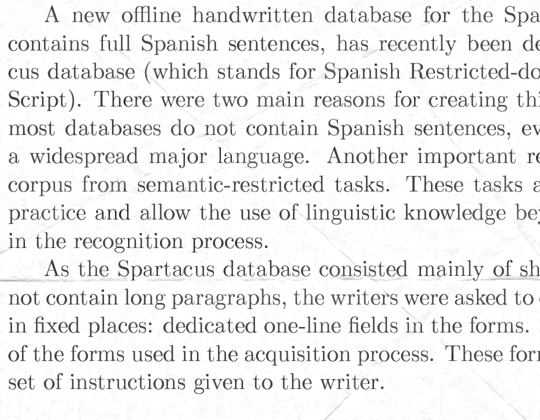 A new offline handwritten database for the Spa
contains full Spanish sentences, has recently been de
cus database (which stands for Spanish Restricted-do
Script). There were two main reasons for creating thi
most databases do not contain Spanish sentences, ev
a widespread major language. Another important re
corpus from semantic-restricted tasks. These tasks a
practice and allow the use of linguistic knowledge bey
in the recognition process.
As the Spartacus database consisted mainly of sh
not contain long paragraphs, the writers were asked to
in fixed places: dedicated one-line fields in the forms.
of the forms used in the acquisition process. These for
set of instructions given to the writer.